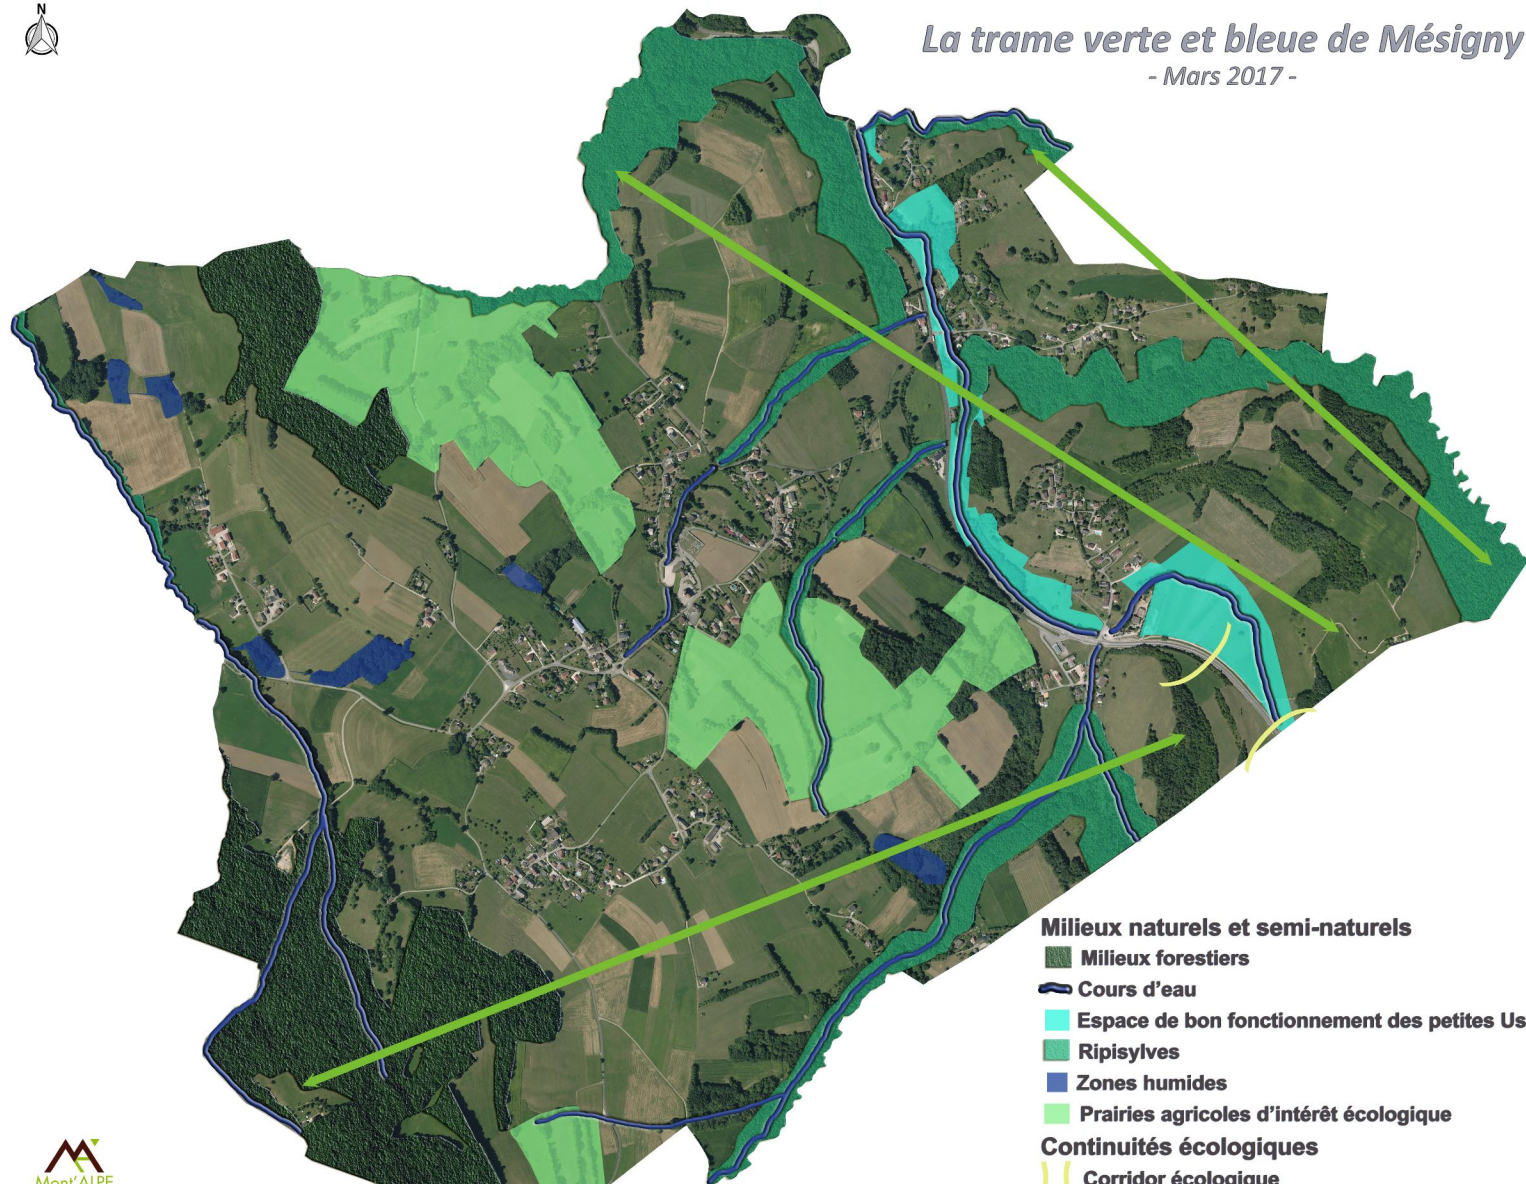 N
La trame verte et bleue de Mésigny
- Mars 2017 -
Milieux naturels et semi-naturels
Milieux forestiers
Cours d'eau
Espace de bon fonctionnement des petites Us
Ripisylves
Zones humides
Prairies agricoles d'intérêt écologique
Continuités écologiques
Corridor écologique
Mont'ALPE